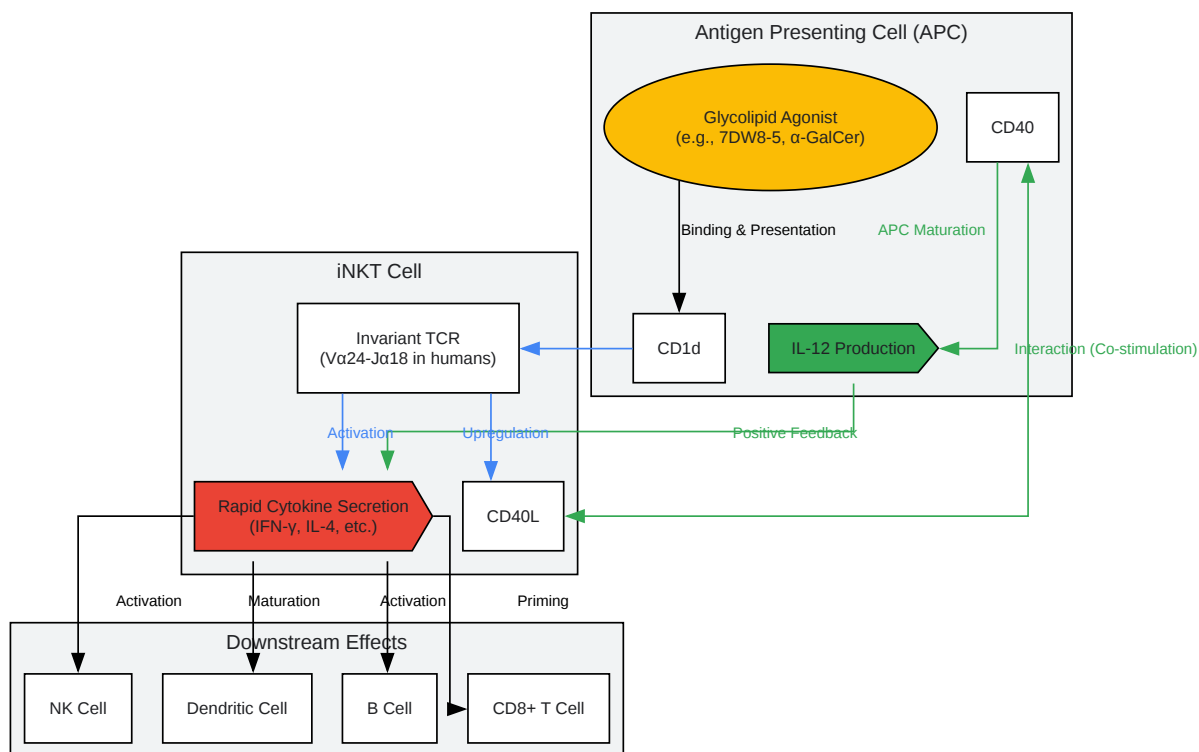 Antigen Presenting Cell (APC)
Glycolipid Agonist
(e.g., 7DW8-5, α-GalCer)
CD40
Binding & Presentation
APC Maturation
iNKT Cell
Invariant TCR
(Vα24-Jα18 in humans)
CD1d
IL-12 Production
Interaction (Co-stimulation)
Activation
Upregulation
Positive Feedback
Rapid Cytokine Secretion
(IFN-γ, IL-4, etc.)
CD40L
Activation
Maturation
Activation
Priming
Downstream Effects
NK Cell
Dendritic Cell
B Cell
CD8+ T Cell